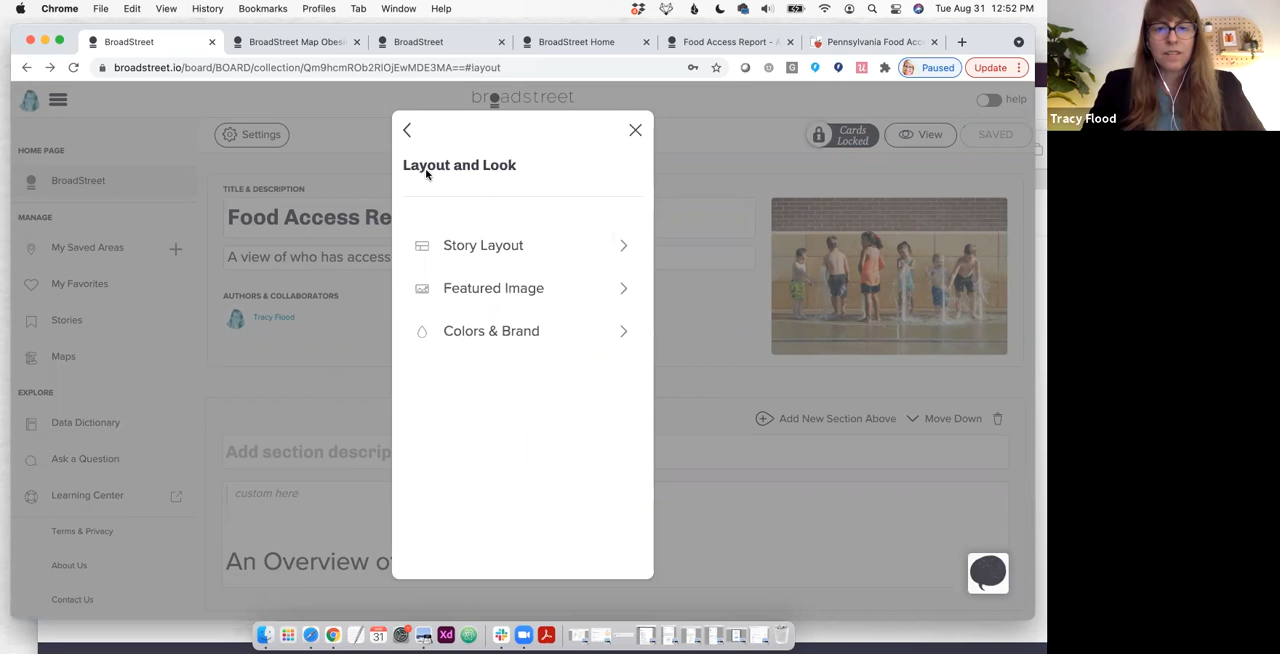 Chrome File Edit View History Bookmarks Profiles Tab Window Help
Tue Aug 31 12:52 PM
BroadStreet
BroadStreet Map Obes
BroadStreet
BroadStreet Home
Food Access Report - A
Pennsylvania Food Acc
broadstreet.io/board/BOARD/collection/Qm9hcmROb2RlOjEwMDE3MA==#layout
Paused
Update
broadstreet
help
Settings
Cards
Locked
View
SAVED
HOME PAGE
BroadStreet
MANAGE
My Saved Areas
My Favorites
Stories
Maps
EXPLORE
Data Dictionary
Ask a Question
Learning Center
Terms & Privacy
About Us
Contact Us
TITLE & DESCRIPTION
Food Access Re
A view of who has access
AUTHORS & COLLABORATORS
Tracy Flood
Add New Section Above
Move Down
Add section descrip
custom here
An Overview of
Layout and Look
Story Layout
Featured Image
Colors & Brand
Tracy Flood
31
Xd